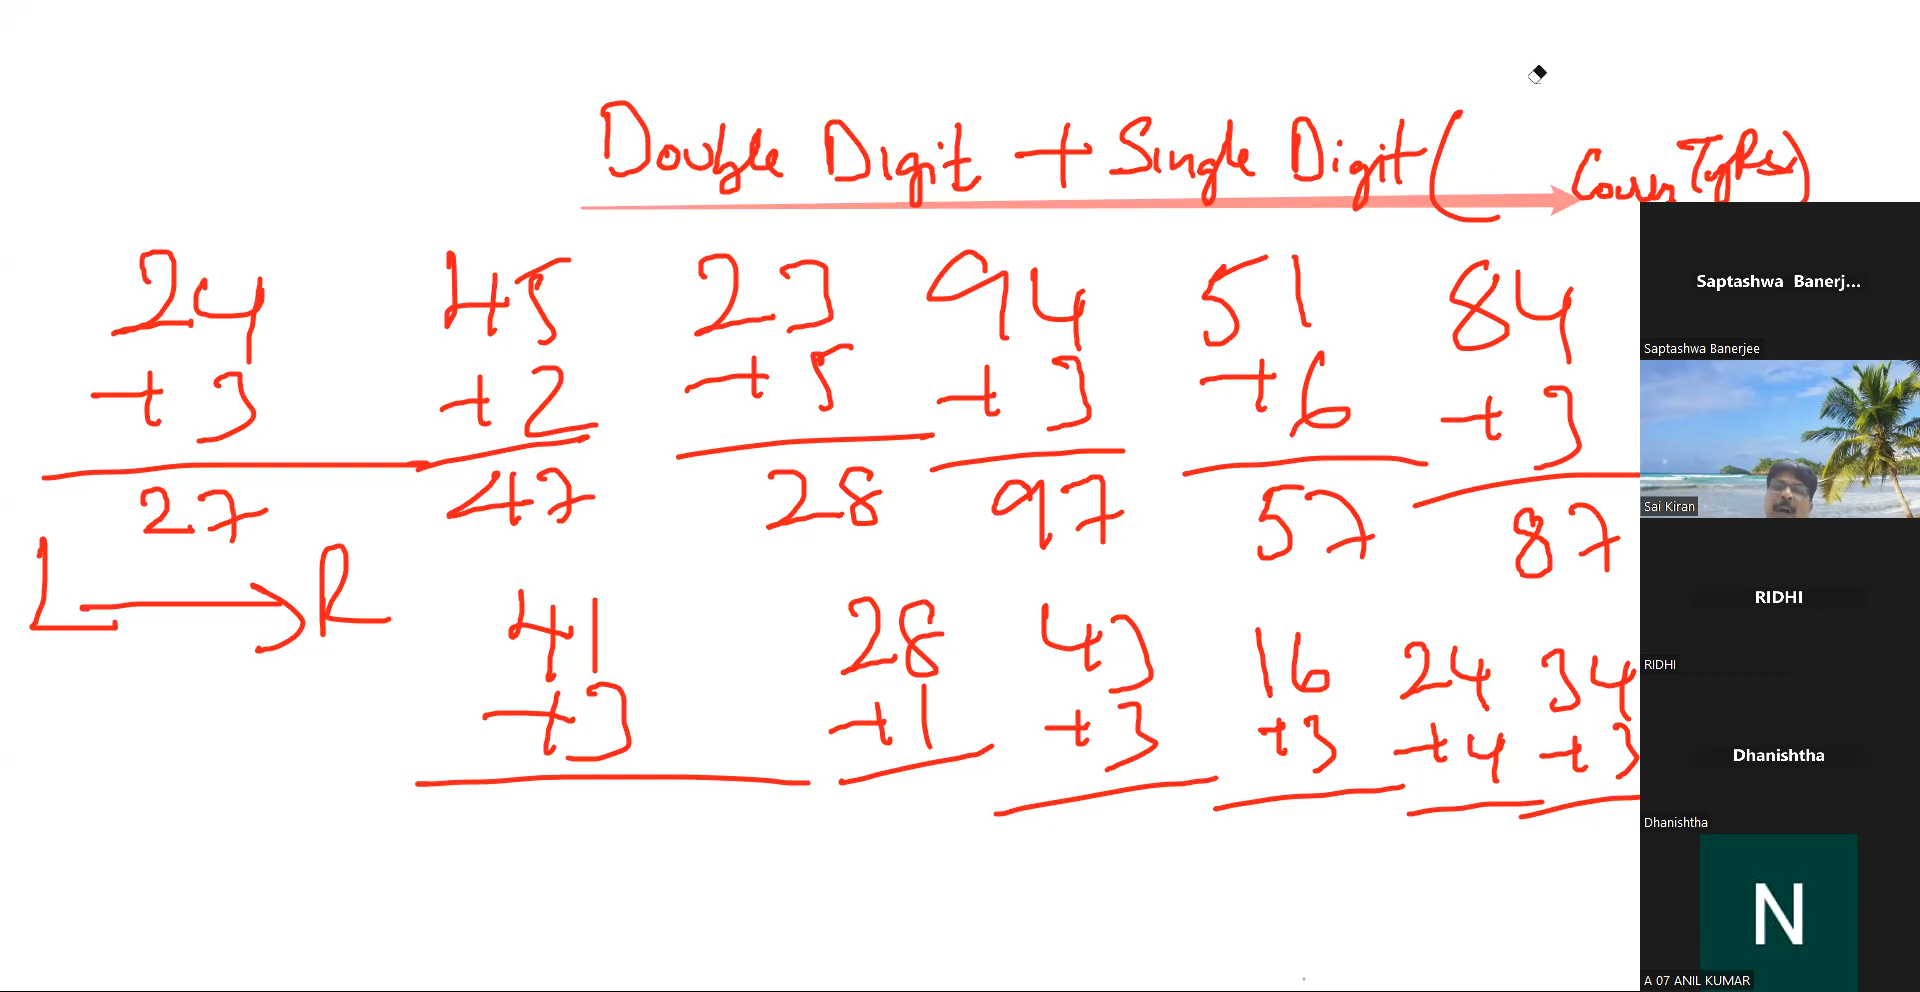 Double Digit + Single Digit (
Types)
24 45 23 94 51 84
+ 3 + 2 + 5 + 3 + 6 + 3
27 47 28 97 57 87
L → R
41 28 43 16 24 34
+3 +1 +3 +3 +4 +3
Saptashwa Banerj...
Saptashwa Banerjee
Sai Kiran
RIDHI
RIDHI
Dhanishtha
Dhanishtha
N
A 07 ANIL KUMAR